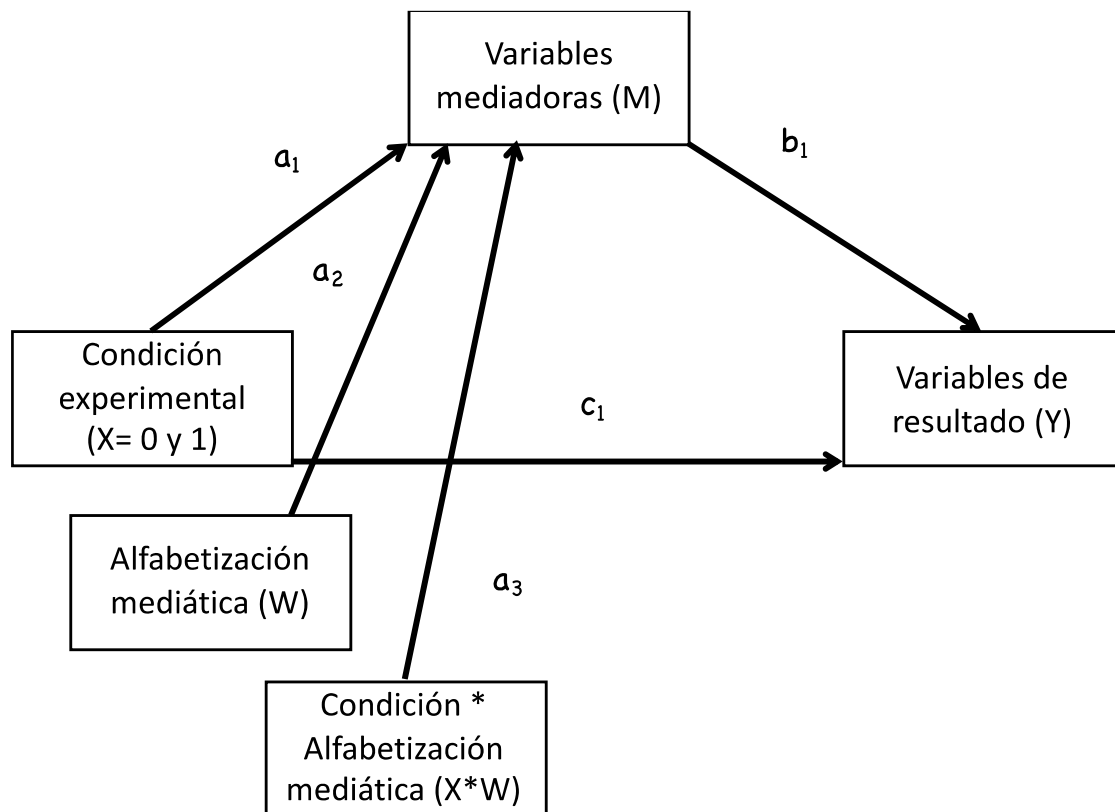 Variables
mediadoras (M)
a₁
b₁
a₂
Condición
experimental
(X= 0 y 1)
c₁
Variables de
resultado (Y)
Alfabetización
mediática (W)
a₃
Condición *
Alfabetización
mediática (X*W)